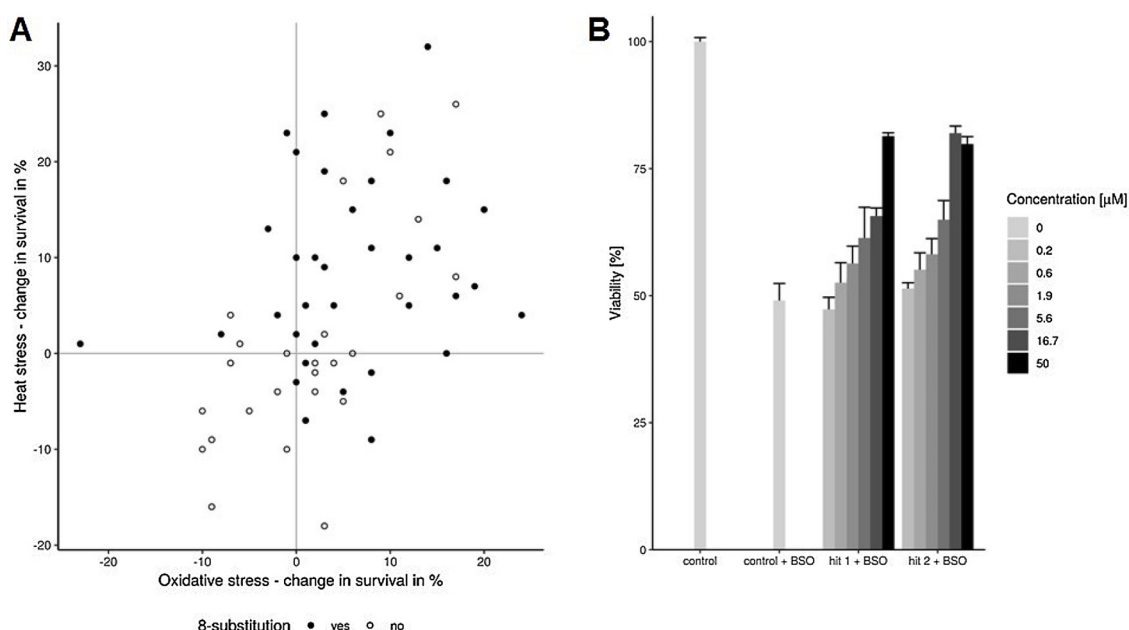 A
Heat stress - change in survival in %
30
20
10
0
-10
-20
-20 -10 0 10 20
Oxidative stress - change in survival in %
8-substitution yes no
B
Viability [%]
100
75
50
25
0
control control + BSO hit 1 + BSO hit 2 + BSO
Concentration [µM]
0
0.2
0.6
1.9
5.6
16.7
50